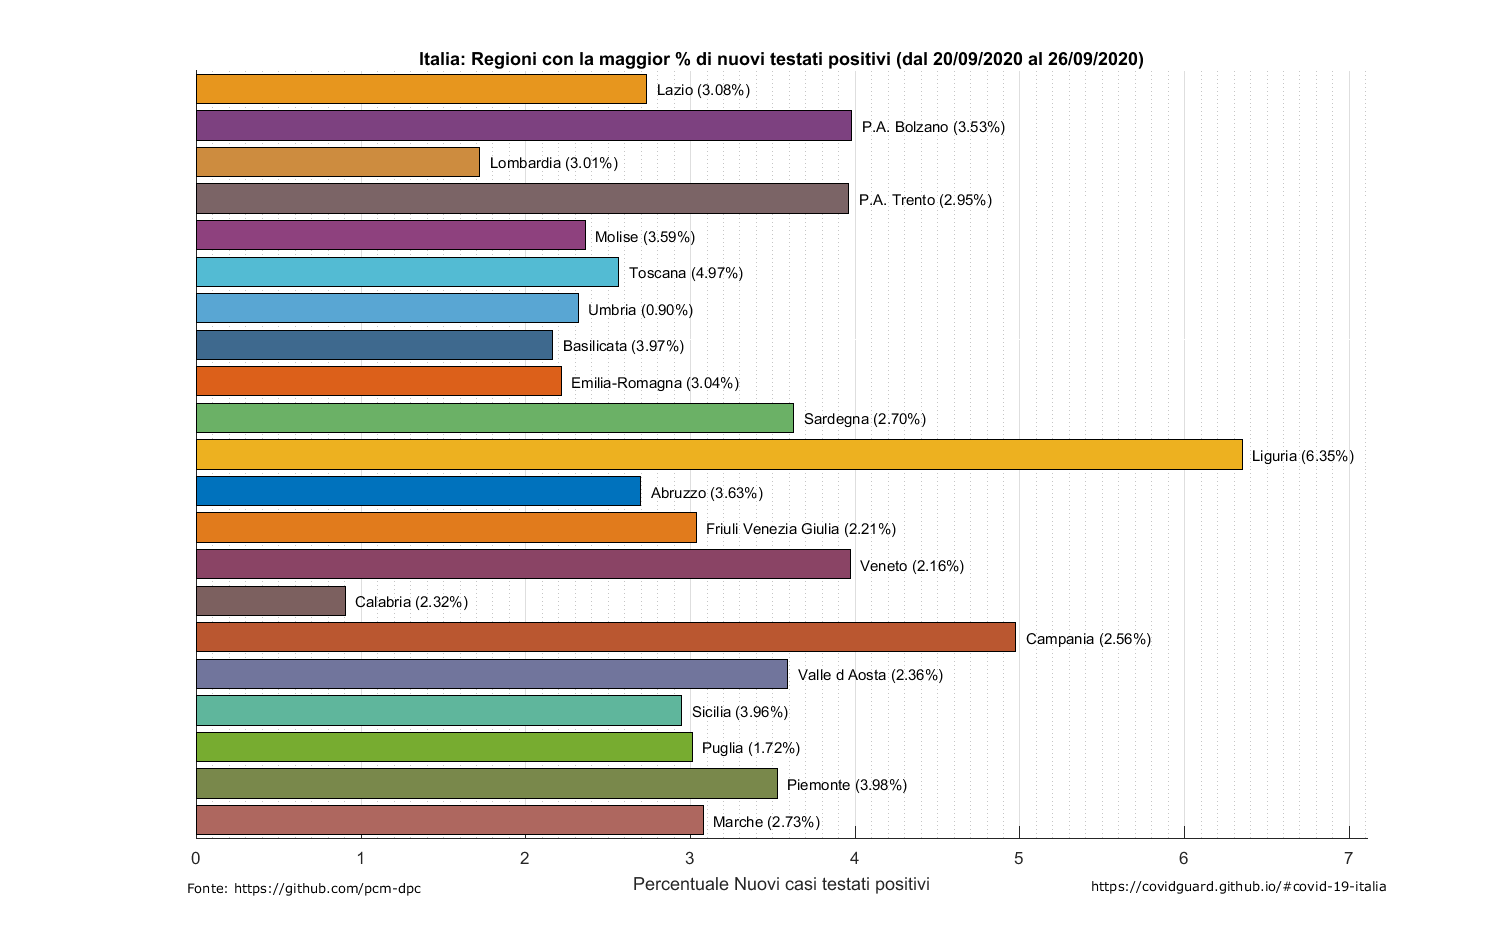 Italia: Regioni con la maggior % di nuovi testati positivi (dal 20/09/2020 al 26/09/2020)
Lazio (3.08%)
P.A. Bolzano (3.53%)
Lombardia (3.01%)
P.A. Trento (2.95%)
Molise (3.59%)
Toscana (4.97%)
Umbria (0.90%)
Basilicata (3.97%)
Emilia-Romagna (3.04%)
Sardegna (2.70%)
Liguria (6.35%)
Abruzzo (3.63%)
Friuli Venezia Giulia (2.21%)
Veneto (2.16%)
Calabria (2.32%)
Campania (2.56%)
Valle d Aosta (2.36%)
Sicilia (3.96%)
Puglia (1.72%)
Piemonte (3.98%)
Marche (2.73%)
0 1 2 3 4 5 6 7
Percentuale Nuovi casi testati positivi
Fonte: https://github.com/pcm-dpc
https://covidguard.github.io/#covid-19-italia